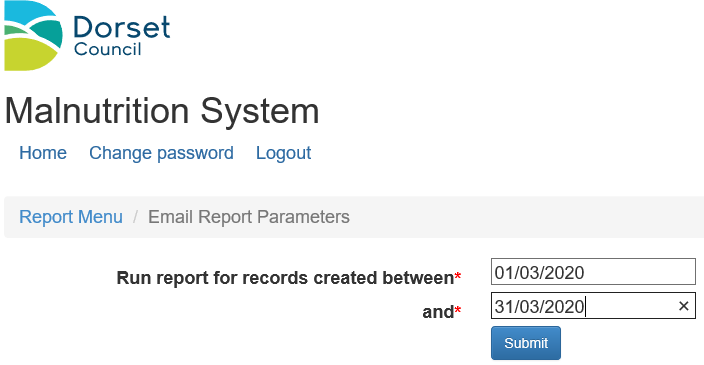 Dorset
Council
Malnutrition System
Home Change password Logout
Report Menu / Email Report Parameters
Run report for records created between* 01/03/2020
and* 31/03/2020 ×
Submit